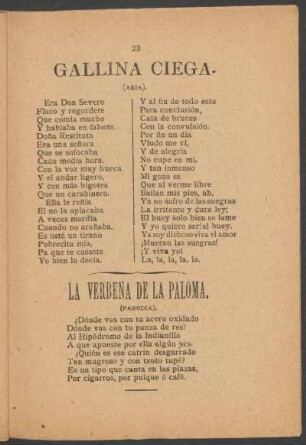 23
GALLINA CIEGA.
(ARIA).
Era Don Severo
Flaco y regordete
Que comía mucho
Y hablaba en falsete.
Doña Restituta
Era una señora
Que se sofocaba
Cada media hora.
Con la voz muy hueca
Y el andar ligero,
Y con más bigotes
Que un carabinero.
Ella le reñía
El no la aplacaba
A veces mordía
Cuando no arañaba.
Es usté un tirano
Pobrecita mía,
Pa que te casaste
Yo bien lo decía.
Y al fin de todo esto
Para conclusión,
Caía de bruces
Con la convulsión.
Por fin un día
Viudo me ví,
Y de alegría
No cupe en mí.
Y tan inmenso
Mi gozo es
Que al verme libre
Bailan mis pies, ah,
Ya no sufro de las suegras
La irritante y dura ley;
El buey solo bien se lame
Y yo quiero ser el buey.
Ya soy dichoso viva el amor
¡Mueran las suegras!
¡Y viva yo!
La, la, la, la, la.
LA VERBENA DE LA PALOMA.
(PARODIA).
¿Dónde vas con tu acero oxidado
Dónde vas con tu panza de res?
Al Hipódromo de la Indianilla
A que apueste por ella algún yes.
¿Quién es ese catrín desgarrado
Tan mugroso y con tanto tupé?
Es un tipo que canta en las plazas,
Por cigarros, por pulque ó café.